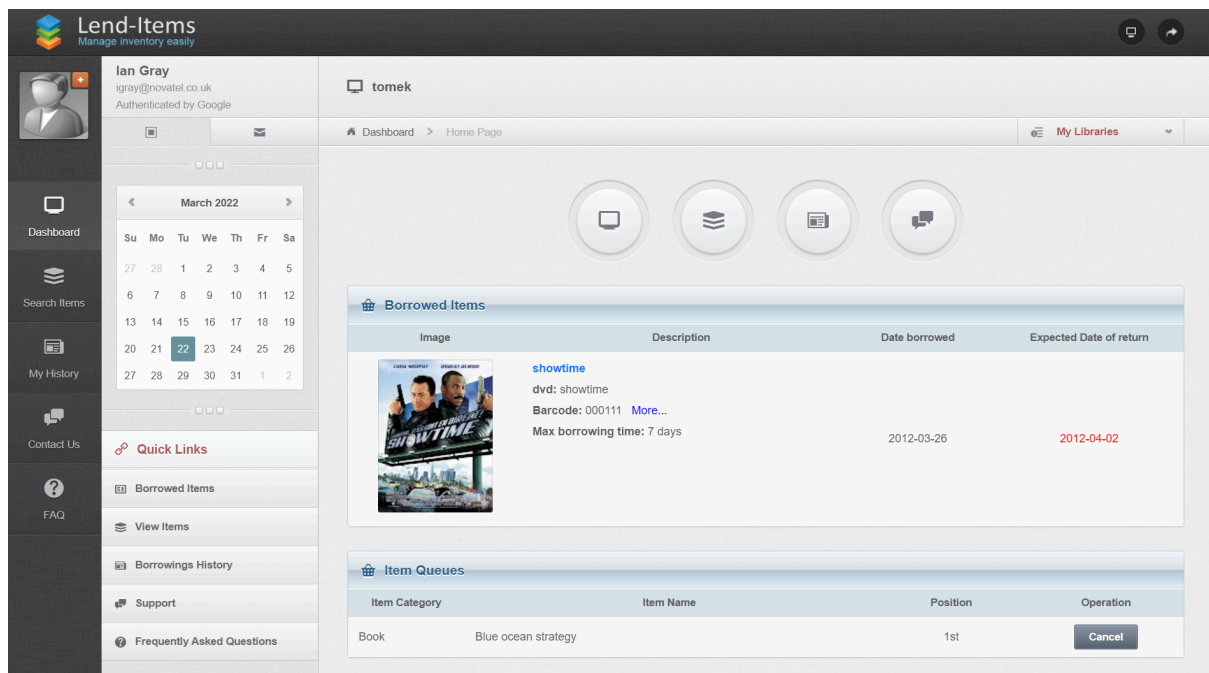 Lend-Items
Manage inventory easily
Ian Gray
igray@novatel.co.uk
Authenticated by Google
tomek
Dashboard > Home Page
My Libraries
Dashboard
Search Items
My History
Contact Us
FAQ
March 2022
Su Mo Tu We Th Fr Sa
27 28 1 2 3 4 5
6 7 8 9 10 11 12
13 14 15 16 17 18 19
20 21 22 23 24 25 26
27 28 29 30 31 1 2
Quick Links
Borrowed Items
View Items
Borrowings History
Support
Frequently Asked Questions
Borrowed Items
Image Description Date borrowed Expected Date of return
SHOWTIME
showtime
dvd: showtime
Barcode: 000111 More...
Max borrowing time: 7 days
2012-03-26 2012-04-02
Item Queues
Item Category Item Name Position Operation
Book Blue ocean strategy 1st Cancel